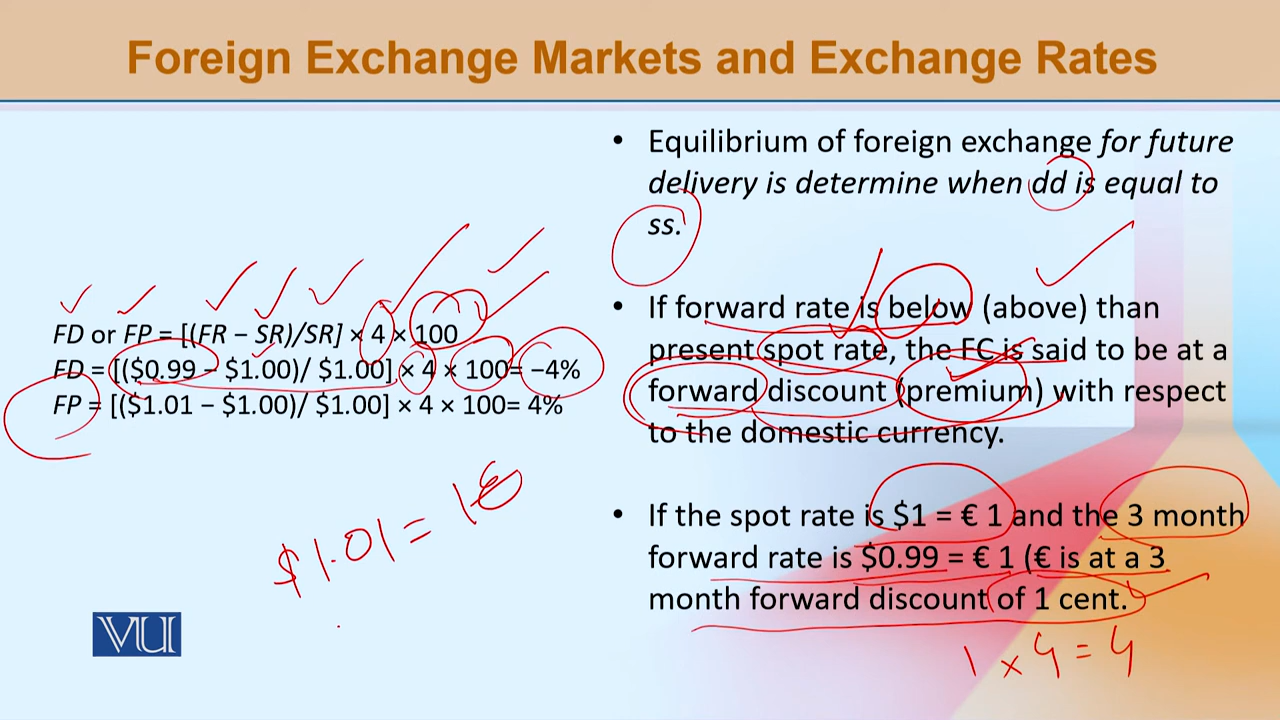 Foreign Exchange Markets and Exchange Rates
FD or FP = [(FR − SR)/SR] × 4 × 100
FD = [($0.99 − $1.00)/ $1.00] × 4 × 100= −4%
FP = [($1.01 − $1.00)/ $1.00] × 4 × 100= 4%
$1.01 = 1€
VU
• Equilibrium of foreign exchange for future
delivery is determine when dd is equal to
ss.
• If forward rate is below (above) than
present spot rate, the FC is said to be at a
forward discount (premium) with respect
to the domestic currency.
• If the spot rate is $1 = € 1 and the 3 month
forward rate is $0.99 = € 1 (€ is at a 3
month forward discount of 1 cent.
1 × 4 = 4